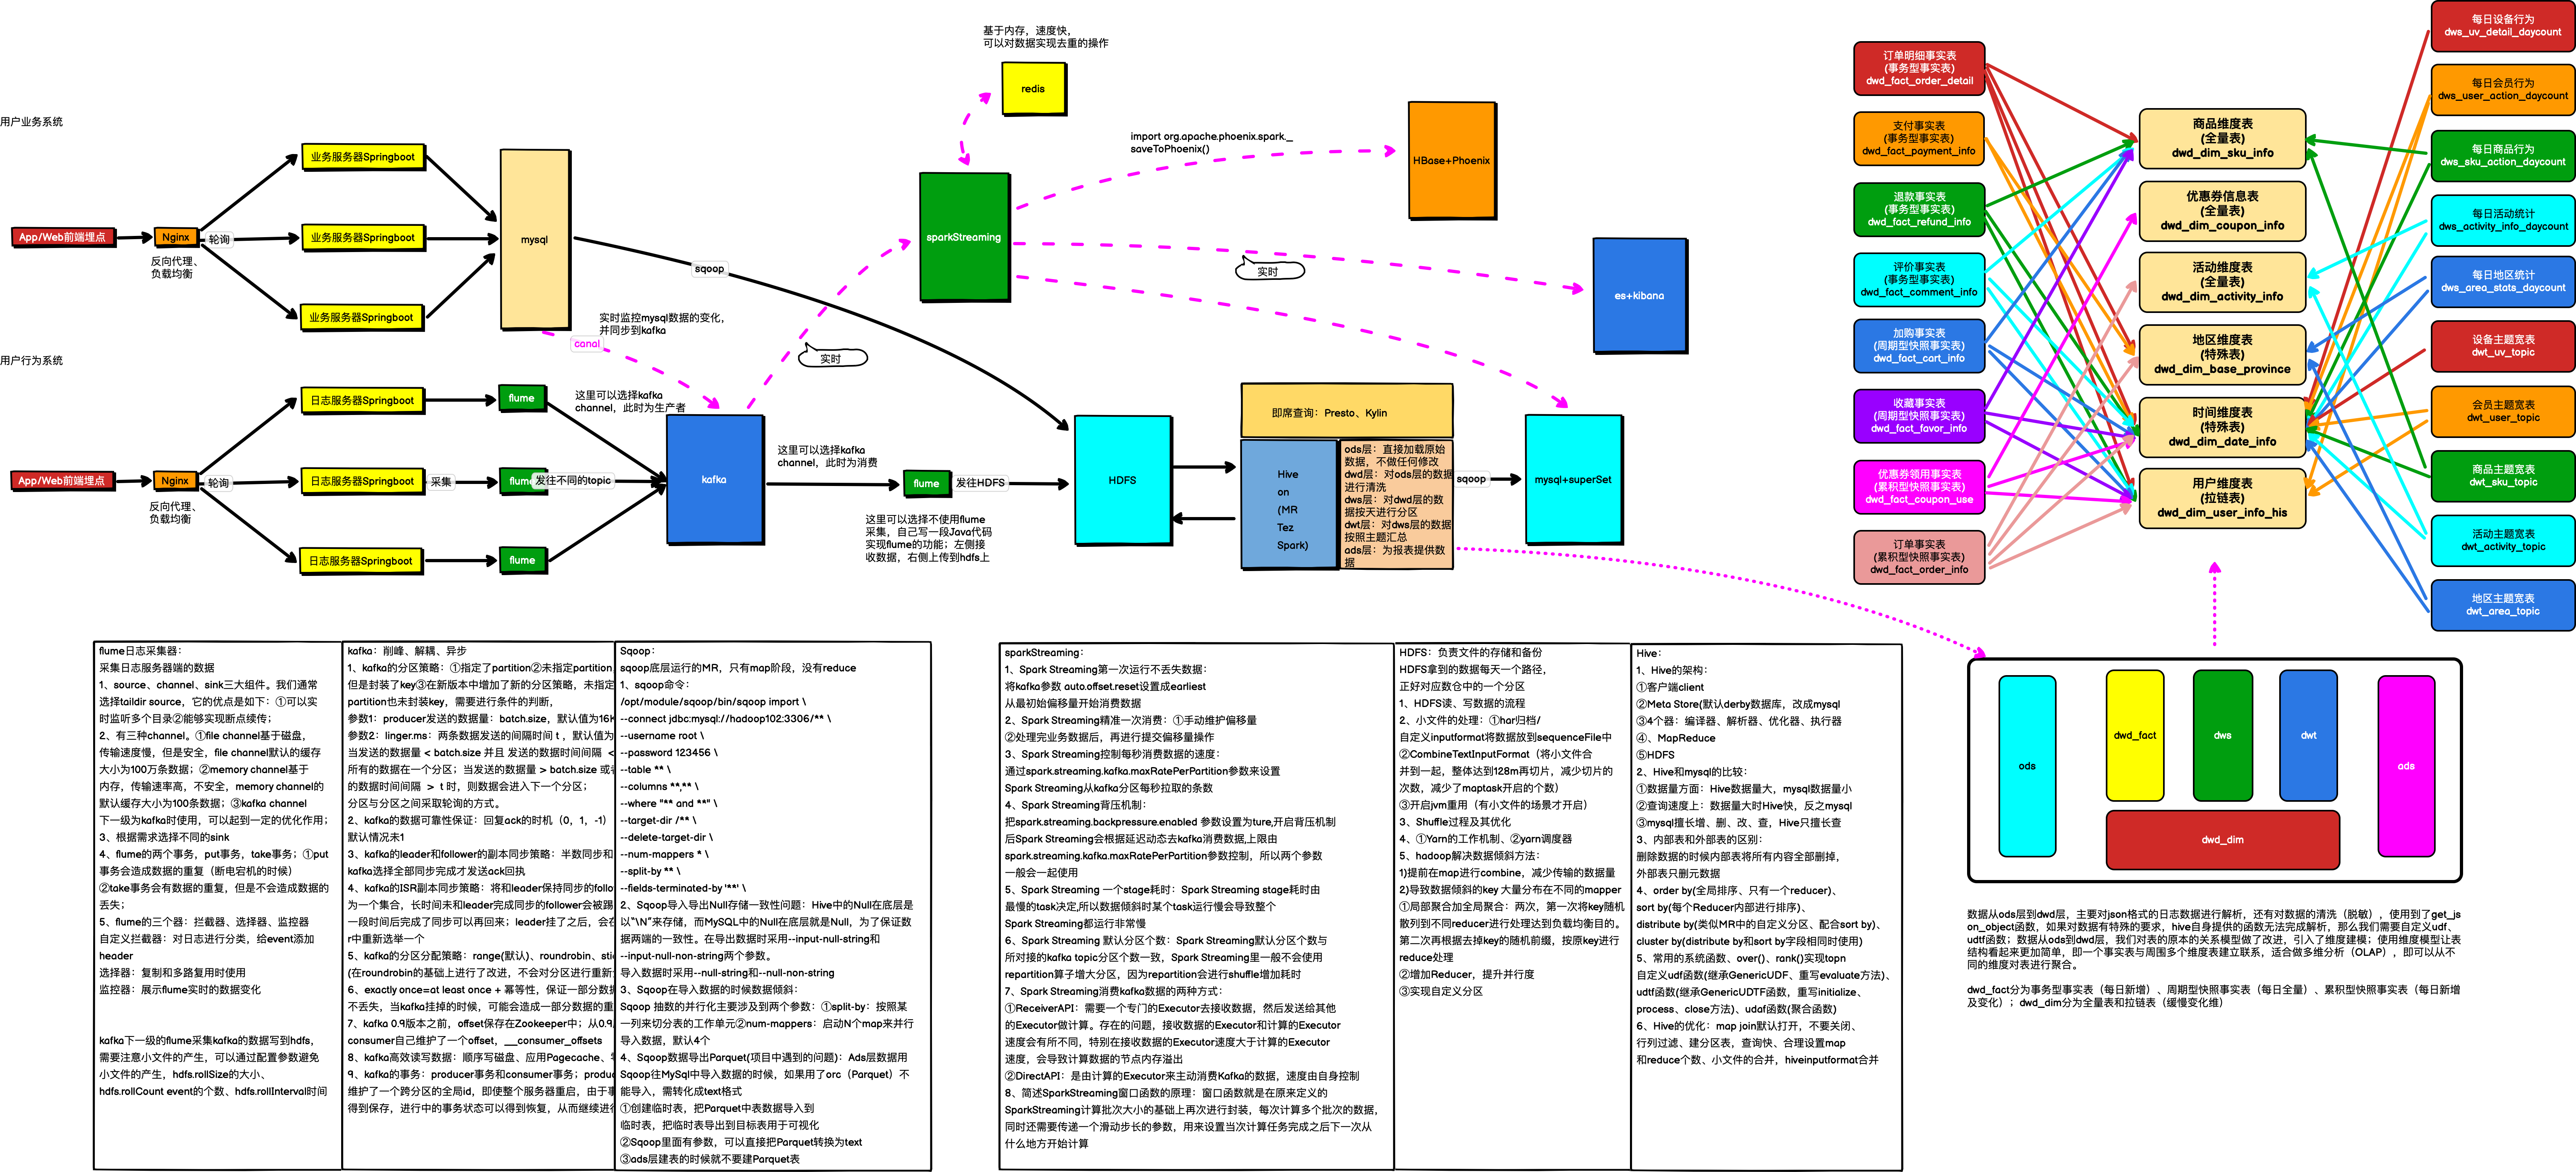 用户业务系统
App/Web前端埋点
Nginx
反向代理、
负载均衡
轮询
业务服务器Springboot
业务服务器Springboot
业务服务器Springboot
mysql
sqoop
canal
实时监控mysql数据的变化，
并同步到kafka
用户行为系统
App/Web前端埋点
Nginx
反向代理、
负载均衡
轮询
日志服务器Springboot
日志服务器Springboot
日志服务器Springboot
采集
flume
flume
flume
发往不同的topic
这里可以选择kafka
channel，此时为生产者
kafka
实时
这里可以选择kafka
channel，此时为消费
flume
发往HDFS
这里可以选择不使用flume
采集，自己写一段Java代码
实现flume的功能；左侧接
收数据，右侧上传到hdfs上
基于内存，速度快，
可以对数据实现去重的操作
redis
sparkStreaming
import org.apache.phoenix.spark._
saveToPhoenix()
HBase+Phoenix
实时
es+kibana
HDFS
即席查询：Presto、Kylin
Hive
on
(MR
Tez
Spark)
ods层：直接加载原始
数据，不做任何修改
dwd层：对ods层的数据
进行清洗
dws层：对dwd层的数
据按天进行分区
dwt层：对dws层的数据
按照主题汇总
ads层：为报表提供数
据
sqoop
mysql+superSet
订单明细事实表
(事务型事实表)
dwd_fact_order_detail
支付事实表
(事务型事实表)
dwd_fact_payment_info
退款事实表
(事务型事实表)
dwd_fact_refund_info
评价事实表
(事务型事实表)
dwd_fact_comment_info
加购事实表
(周期型快照事实表)
dwd_fact_cart_info
收藏事实表
(周期型快照事实表)
dwd_fact_favor_info
优惠券领用事实表
(累积型快照事实表)
dwd_fact_coupon_use
订单事实表
(累积型快照事实表)
dwd_fact_order_info
商品维度表
(全量表)
dwd_dim_sku_info
优惠券信息表
(全量表)
dwd_dim_coupon_info
活动维度表
(全量表)
dwd_dim_activity_info
地区维度表
(特殊表)
dwd_dim_base_province
时间维度表
(特殊表)
dwd_dim_date_info
用户维度表
(拉链表)
dwd_dim_user_info_his
每日设备行为
dws_uv_detail_daycount
每日会员行为
dws_user_action_daycount
每日商品行为
dws_sku_action_daycount
每日活动统计
dws_activity_info_daycount
每日地区统计
dws_area_stats_daycount
设备主题宽表
dwt_uv_topic
会员主题宽表
dwt_user_topic
商品主题宽表
dwt_sku_topic
活动主题宽表
dwt_activity_topic
地区主题宽表
dwt_area_topic
flume日志采集器：
采集日志服务器端的数据
1、source、channel、sink三大组件。我们通常
选择taildir source，它的优点是如下：①可以实
时监听多个目录②能够实现断点续传；
2、有三种channel。①file channel基于磁盘，
传输速度慢，但是安全，file channel默认的缓存
大小为100万条数据；②memory channel基于
内存，传输速率高，不安全，memory channel的
默认缓存大小为100条数据；③kafka channel
下一级为kafka时使用，可以起到一定的优化作用；
3、根据需求选择不同的sink
4、flume的两个事务，put事务，take事务；①put
事务会造成数据的重复（断电宕机的时候）
②take事务会有数据的重复，但是不会造成数据的
丢失；
5、flume的三个器：拦截器、选择器、监控器
自定义拦截器：对日志进行分类，给event添加
header
选择器：复制和多路复用时使用
监控器：展示flume实时的数据变化
kafka下一级的flume采集kafka的数据写到hdfs，
需要注意小文件的产生，可以通过配置参数避免
小文件的产生，hdfs.rollSize的大小、
hdfs.rollCount event的个数、hdfs.rollInterval时间
kafka：削峰、解耦、异步
1、kafka的分区策略：①指定了partition②未指定partition，
但是封装了key③在新版本中增加了新的分区策略，未指定
partition也未封装key，需要进行条件的判断，
参数1：producer发送的数据量：batch.size，默认值为16K
参数2：linger.ms：两条数据发送的间隔时间 t ，默认值为
当发送的数据量 < batch.size 并且 发送的数据时间间隔 <
所有的数据在一个分区；当发送的数据量 > batch.size 或
的数据时间间隔 > t 时，则数据会进入下一个分区；
分区与分区之间采取轮询的方式。
2、kafka的数据可靠性保证：回复ack的时机（0，1，-1）
默认情况未1
3、kafka的leader和follower的副本同步策略：半数同步和
kafka选择全部同步完成才发送ack回执
4、kafka的ISR副本同步策略：将和leader保持同步的follo
为一个集合，长时间未和leader完成同步的follower会被踢
一段时间后完成了同步可以再回来；leader挂了之后，会在
r中重新选举一个
5、kafka的分区分配策略：range(默认)、roundrobin、stic
(在roundrobin的基础上进行了改进，不会对分区进行重新
6、exactly once=at least once + 幂等性，保证一部分数据
不丢失，当kafka挂掉的时候，可能会造成一部分数据的重
7、kafka 0.9版本之前，offset保存在Zookeeper中；从0.9
consumer自己维护了一个offset，__consumer_offsets
8、kafka高效读写数据：顺序写磁盘、应用Pagecache、
9、kafka的事务：producer事务和consumer事务；produc
维护了一个跨分区的全局id，即使整个服务器重启，由于事
得到保存，进行中的事务状态可以得到恢复，从而继续进行
Sqoop：
sqoop底层运行的MR，只有map阶段，没有reduce
1、sqoop命令：
/opt/module/sqoop/bin/sqoop import \
--connect jdbc:mysql://hadoop102:3306/** \
--username root \
--password 123456 \
--table ** \
--columns **,** \
--where "** and **" \
--target-dir /** \
--delete-target-dir \
--num-mappers * \
--split-by ** \
--fields-terminated-by '**' \
2、Sqoop导入导出Null存储一致性问题：Hive中的Null在底层是
以“\N”来存储，而MySQL中的Null在底层就是Null，为了保证数
据两端的一致性。在导出数据时采用--input-null-string和
--input-null-non-string两个参数。
导入数据时采用--null-string和--null-non-string
3、Sqoop在导入数据的时候数据倾斜：
Sqoop 抽数的并行化主要涉及到两个参数：①split-by：按照某
一列来切分表的工作单元②num-mappers：启动N个map来并行
导入数据，默认4个
4、Sqoop数据导出Parquet(项目中遇到的问题)：Ads层数据用
Sqoop往MySql中导入数据的时候，如果用了orc（Parquet）不
能导入，需转化成text格式
①创建临时表，把Parquet中表数据导入到
临时表，把临时表导出到目标表用于可视化
②Sqoop里面有参数，可以直接把Parquet转换为text
③ads层建表的时候就不要建Parquet表
sparkStreaming：
1、Spark Streaming第一次运行不丢失数据：
将kafka参数 auto.offset.reset设置成earliest
从最初始偏移量开始消费数据
2、Spark Streaming精准一次消费：①手动维护偏移量
②处理完业务数据后，再进行提交偏移量操作
3、Spark Streaming控制每秒消费数据的速度：
通过spark.streaming.kafka.maxRatePerPartition参数来设置
Spark Streaming从kafka分区每秒拉取的条数
4、Spark Streaming背压机制：
把spark.streaming.backpressure.enabled 参数设置为ture,开启背压机制
后Spark Streaming会根据延迟动态去kafka消费数据,上限由
spark.streaming.kafka.maxRatePerPartition参数控制，所以两个参数
一般会一起使用
5、Spark Streaming 一个stage耗时：Spark Streaming stage耗时由
最慢的task决定,所以数据倾斜时某个task运行慢会导致整个
Spark Streaming都运行非常慢
6、Spark Streaming 默认分区个数：Spark Streaming默认分区个数与
所对接的kafka topic分区个数一致，Spark Streaming里一般不会使用
repartition算子增大分区，因为repartition会进行shuffle增加耗时
7、Spark Streaming消费kafka数据的两种方式：
①ReceiverAPI：需要一个专门的Executor去接收数据，然后发送给其他
的Executor做计算。存在的问题，接收数据的Executor和计算的Executor
速度会有所不同，特别在接收数据的Executor速度大于计算的Executor
速度，会导致计算数据的节点内存溢出
②DirectAPI：是由计算的Executor来主动消费Kafka的数据，速度由自身控制
8、简述SparkStreaming窗口函数的原理：窗口函数就是在原来定义的
SparkStreaming计算批次大小的基础上再次进行封装，每次计算多个批次的数据，
同时还需要传递一个滑动步长的参数，用来设置当次计算任务完成之后下一次从
什么地方开始计算
HDFS：负责文件的存储和备份
HDFS拿到的数据每天一个路径，
正好对应数仓中的一个分区
1、HDFS读、写数据的流程
2、小文件的处理：①har归档/
自定义inputformat将数据放到sequenceFile中
②CombineTextInputFormat（将小文件合
并到一起，整体达到128m再切片，减少切片的
次数，减少了maptask开启的个数）
③开启jvm重用（有小文件的场景才开启）
3、Shuffle过程及其优化
4、①Yarn的工作机制、②yarn调度器
5、hadoop解决数据倾斜方法：
1)提前在map进行combine，减少传输的数据量
2)导致数据倾斜的key 大量分布在不同的mapper
①局部聚合加全局聚合：两次，第一次将key随机
散列到不同reducer进行处理达到负载均衡目的。
第二次再根据去掉key的随机前缀，按原key进行
reduce处理
②增加Reducer，提升并行度
③实现自定义分区
Hive：
1、Hive的架构：
①客户端client
②Meta Store(默认derby数据库，改成mysql
③4个器：编译器、解析器、优化器、执行器
④、MapReduce
⑤HDFS
2、Hive和mysql的比较：
①数据量方面：Hive数据量大，mysql数据量小
②查询速度上：数据量大时Hive快，反之mysql
③mysql擅长增、删、改、查，Hive只擅长查
3、内部表和外部表的区别：
删除数据的时候内部表将所有内容全部删掉，
外部表只删元数据
4、order by(全局排序、只有一个reducer)、
sort by(每个Reducer内部进行排序)、
distribute by(类似MR中的自定义分区、配合sort by)，
cluster by(distribute by和sort by字段相同时使用)
5、常用的系统函数、over()、rank()实现topn
自定义udf函数(继承GenericUDF、重写evaluate方法)、
udtf函数(继承GenericUDTF函数，重写initialize、
process、close方法)、udaf函数(聚合函数)
6、Hive的优化：map join默认打开，不要关闭、
行列过滤、建分区表，查询快、合理设置map
和reduce个数、小文件的合并，hiveinputformat合并
ods
dwd_fact
dws
dwt
ads
dwd_dim
数据从ods层到dwd层，主要对json格式的日志数据进行解析，还有对数据的清洗（脱敏），使用到了get_js
on_object函数，如果对数据有特殊的要求，hive自身提供的函数无法完成解析，那么我们需要自定义udf、
udtf函数；数据从ods到dwd层，我们对表的原本的关系模型做了改进，引入了维度建模；使用维度模型让表
结构看起来更加简单，即一个事实表与周围多个维度表建立联系，适合做多维分析（OLAP），即可以从不
同的维度对表进行聚合。
dwd_fact分为事务型事实表（每日新增）、周期型快照事实表（每日全量）、累积型快照事实表（每日新增
及变化）；dwd_dim分为全量表和拉链表（缓慢变化维）